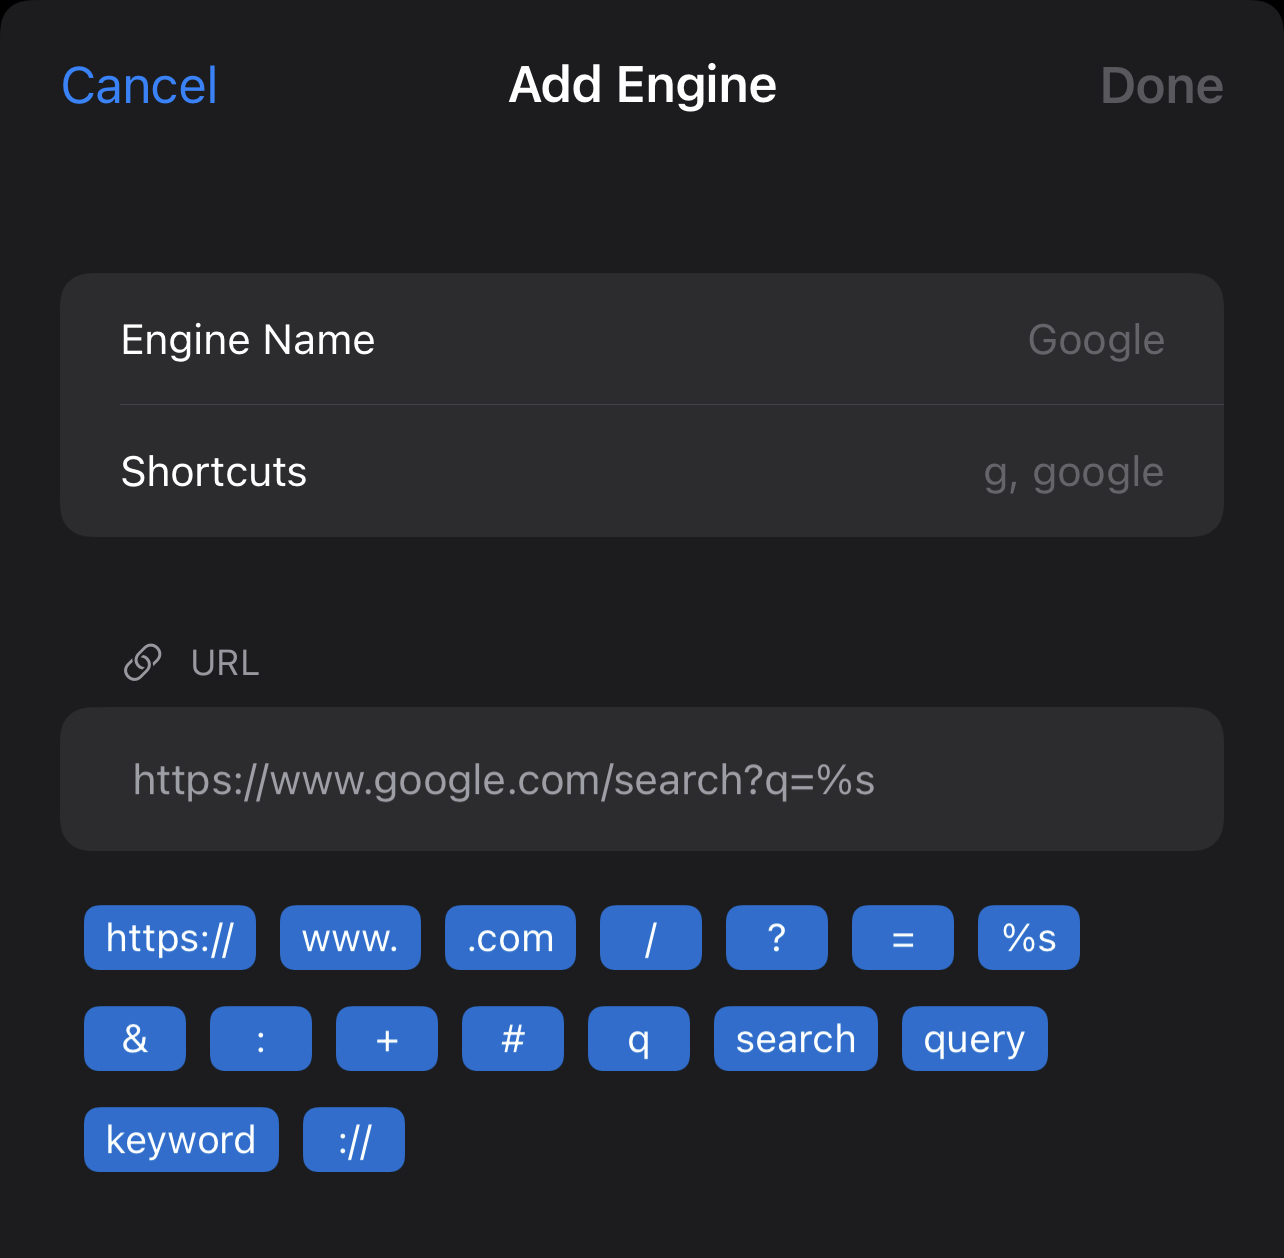 Cancel Add Engine Done
Engine Name Google
Shortcuts g, google
URL
https://www.google.com/search?q=%s
https:// www. .com / ? = %s
& : + # q search query
keyword ://